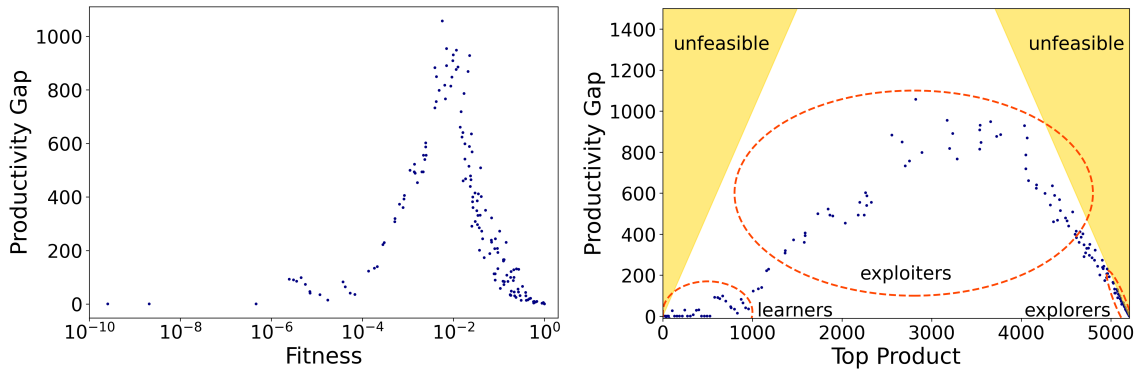 1000
800
600
400
200
0
Productivity Gap
10⁻¹⁰
10⁻⁸
10⁻⁶
10⁻⁴
10⁻²
10⁰
Fitness
1400
1200
1000
800
600
400
200
0
Productivity Gap
unfeasible
unfeasible
exploiters
learners
explorers
0
1000
2000
3000
4000
5000
Top Product